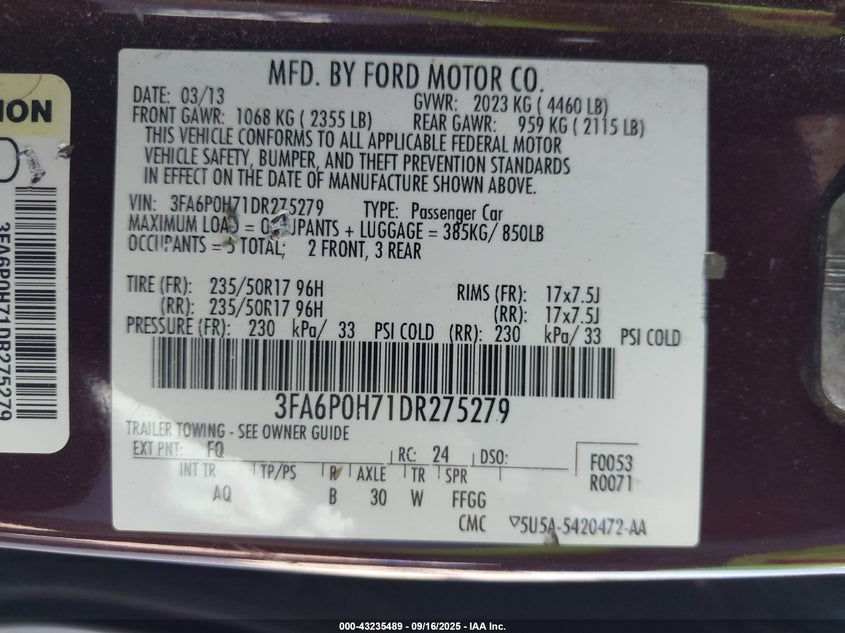 MFD. BY FORD MOTOR CO.
DATE: 03/13 GVWR: 2023 KG ( 4460 LB)
FRONT GAWR: 1068 KG ( 2355 LB) REAR GAWR: 959 KG ( 2115 LB)
THIS VEHICLE CONFORMS TO ALL APPLICABLE FEDERAL MOTOR
VEHICLE SAFETY, BUMPER, AND THEFT PREVENTION STANDARDS
IN EFFECT ON THE DATE OF MANUFACTURE SHOWN ABOVE.
VIN: 3FA6P0H71DR275279 TYPE: Passenger Car
MAXIMUM LOAD = OCCUPANTS + LUGGAGE = 385KG/ 850LB
OCCUPANTS = 5 TOTAL; 2 FRONT, 3 REAR
TIRE (FR): 235/50R17 96H RIMS (FR): 17x7.5J
(RR): 235/50R17 96H (RR): 17x7.5J
PRESSURE (FR): 230 kPa/ 33 PSI COLD (RR): 230 kPa/ 33 PSI COLD
3FA6P0H71DR275279
TRAILER TOWING - SEE OWNER GUIDE
EXT PNT: FQ RC: 24 DSO: F0053
INT TR TP/PS R AXLE TR SPR R0071
AQ B 30 W FFGG
CMC 5U5A-5420472-AA
3FA6P0H71DR275279
000-43235489 - 09/16/2025 - IAA Inc.